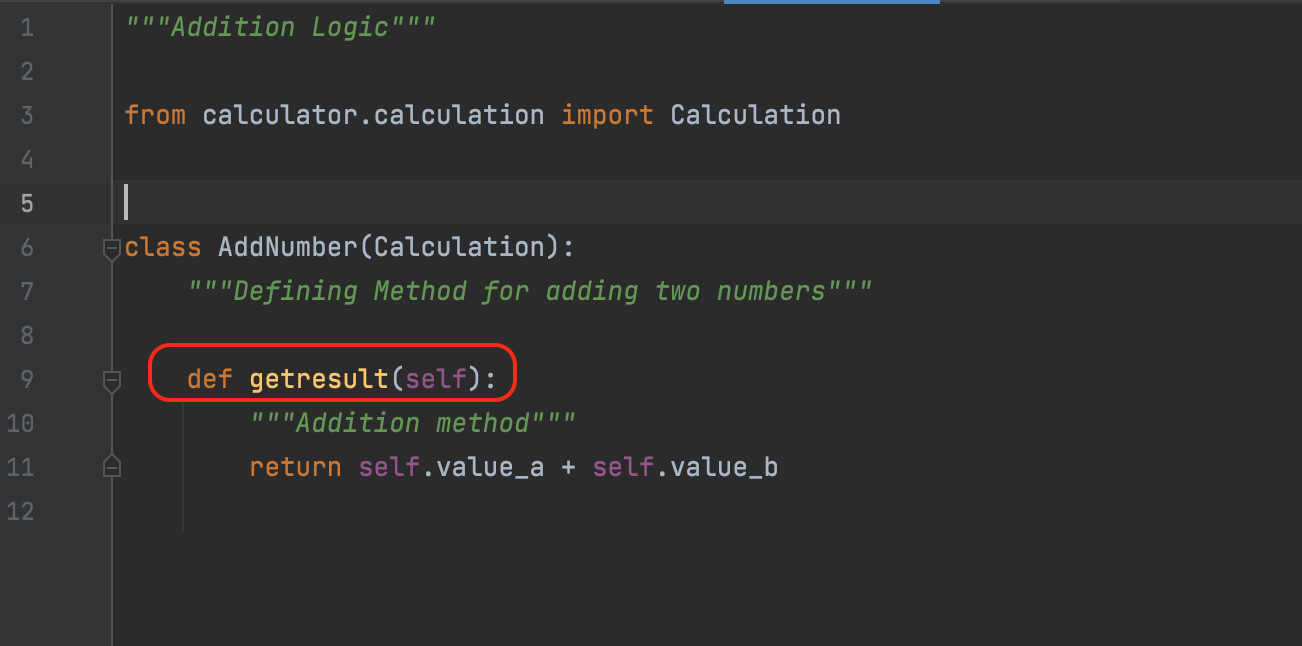 1 """Addition Logic"""
2
3 from calculator.calculation import Calculation
4
5
6 class AddNumber(Calculation):
7     """Defining Method for adding two numbers"""
8
9     def getresult(self):
10         """Addition method"""
11         return self.value_a + self.value_b
12